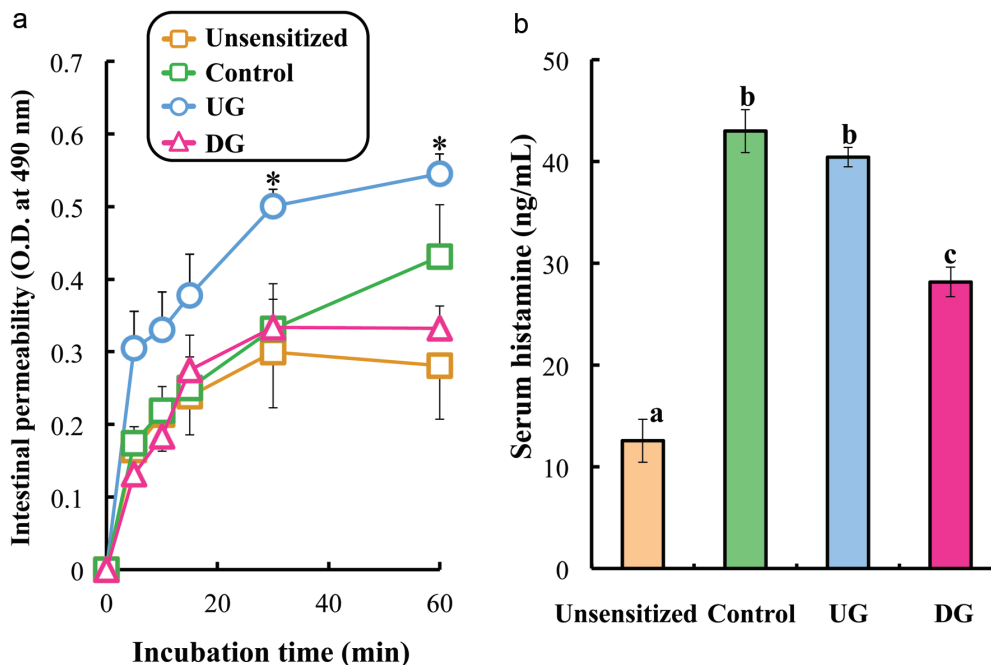 a
Unsensitized
Control
UG
DG
0.7
0.6
0.5
0.4
0.3
0.2
0.1
0
Intestinal permeability (O.D. at 490 nm)
*
*
0
20
40
60
Incubation time (min)
b
50
40
30
20
10
0
Serum histamine (ng/mL)
a
b
b
c
Unsensitized
Control
UG
DG